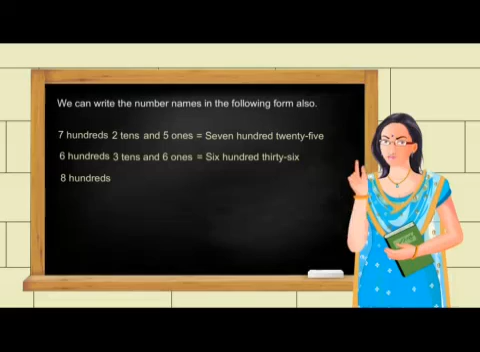 We can write the number names in the following form also.
7 hundreds 2 tens and 5 ones = Seven hundred twenty-five
6 hundreds 3 tens and 6 ones = Six hundred thirty-six
8 hundreds